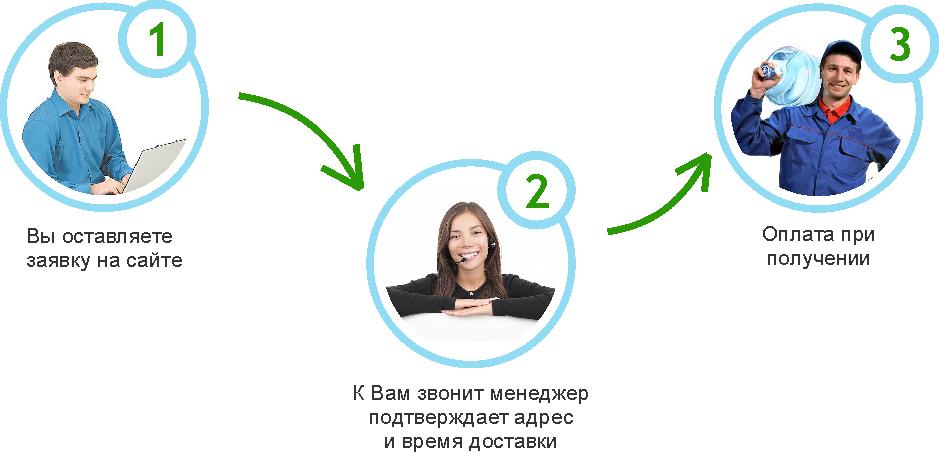 1
Вы оставляете
заявку на сайте
2
К Вам звонит менеджер
подтверждает адрес
и время доставки
3
Оплата при
получении